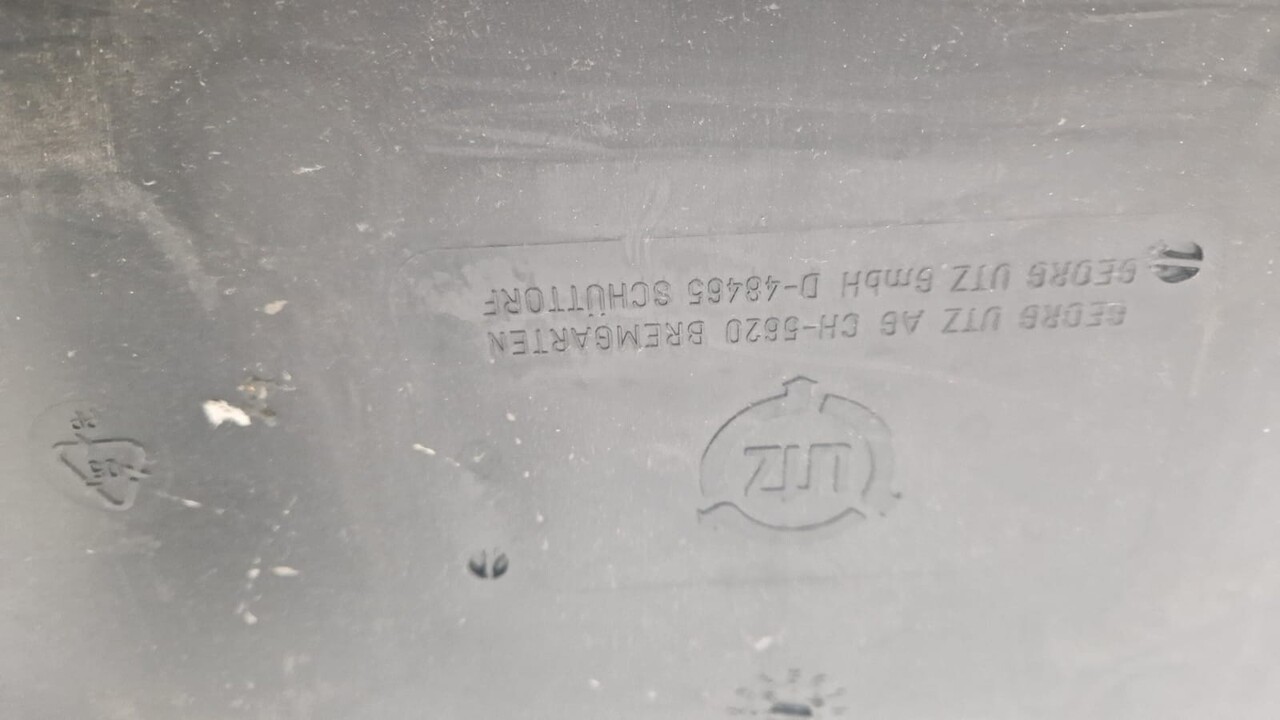 UTZ
GEORG UTZ AG CH-5620 BREMGARTEN
GEORG UTZ GmbH D-48465 SCHÜTTORF